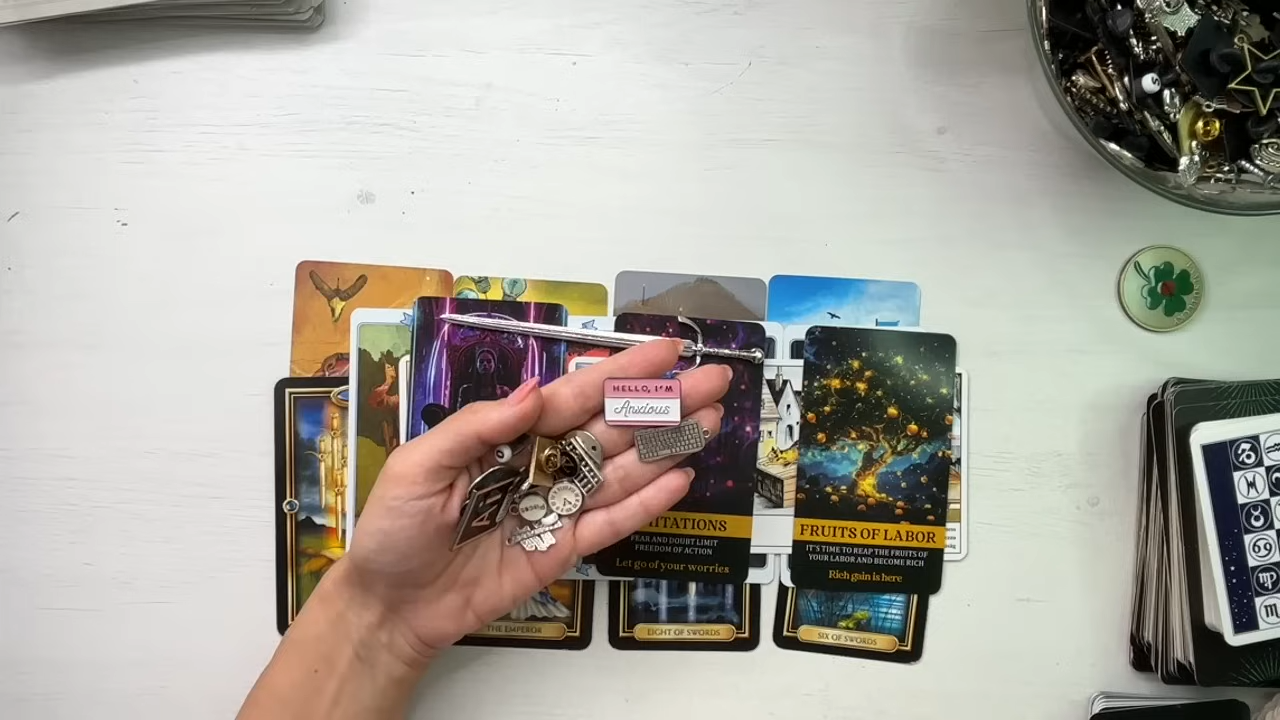 HELLO, I'M
Anxious
ITATIONS
FEAR AND DOUBT LIMIT
FREEDOM OF ACTION
Let go of your worries
FRUITS OF LABOR
IT'S TIME TO REAP THE FRUITS OF
YOUR LABOR AND BECOME RICH
Rich gain is here
THE EMPEROR
EIGHT OF SWORDS
SIX OF SWORDS